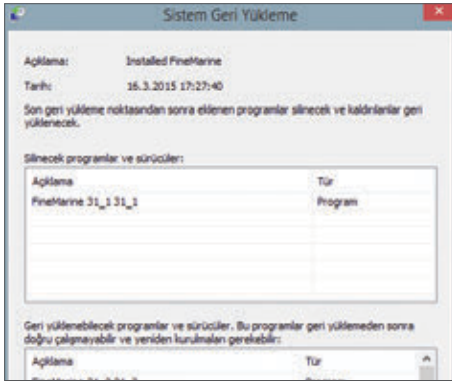 Sistem Geri Yükleme
Açıklama: Installed FineMarine
Tarih: 16.3.2015 17:27:40
Son geri yükleme noktasından sonra eklenen programlar silinecek ve kaldırılanlar geri
yüklenecek.
Silinecek programlar ve sürücüler:
Açıklama Tür
FineMarine 31_1 31_1 Program
Geri yüklenebilecek programlar ve sürücüler. Bu programlar geri yüklemeden sonra
doğru çalışmayabilir ve yeniden kurulmaları gerekebilir:
Açıklama Tür